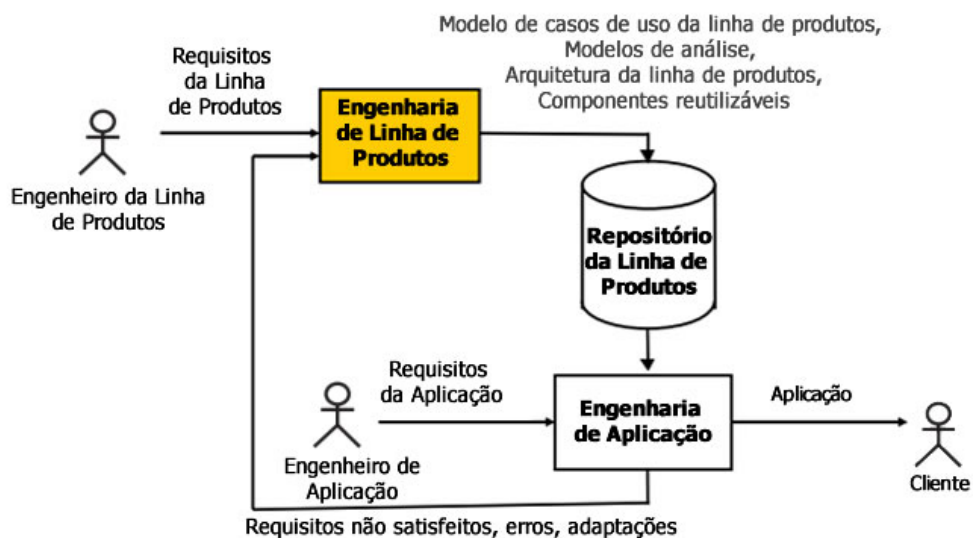 Modelo de casos de uso da linha de produtos,
Modelos de análise,
Arquitetura da linha de produtos,
Componentes reutilizáveis
Requisitos
da Linha
de Produtos
Engenharia
de Linha de
Produtos
Engenheiro da Linha
de Produtos
Repositório
da Linha de
Produtos
Requisitos
da Aplicação
Engenharia
de Aplicação
Aplicação
Engenheiro de
Aplicação
Cliente
Requisitos não satisfeitos, erros, adaptações